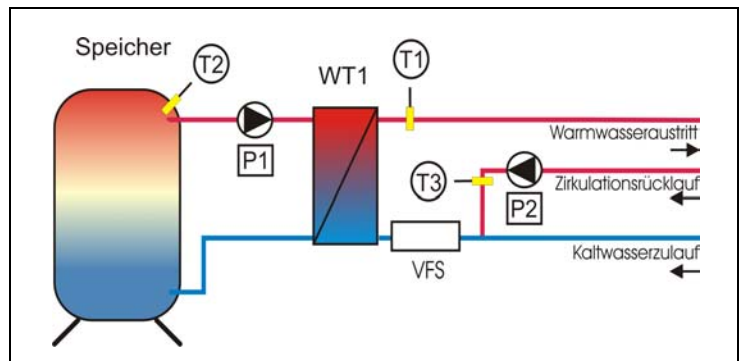 Speicher
T2
WT1
T1
P1
Warmwasseraustritt
T3
P2
Zirkulationsrücklauf
VFS
Kaltwasserzulauf